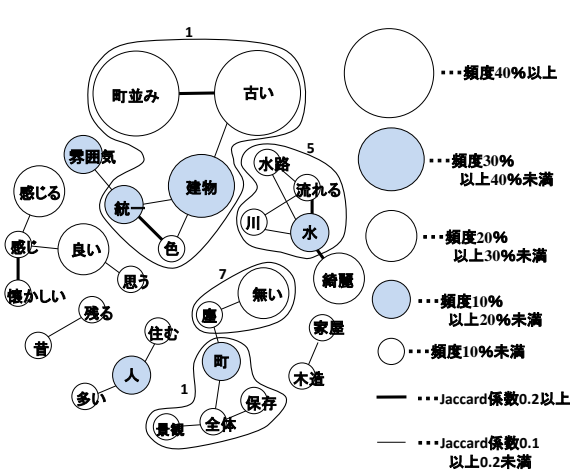 1
町並み
古い
雰囲気
建物
統一
色
感じる
感じ
良い
思う
懐かしい
残る
昔
5
水路
流れる
川
水
綺麗
7
無い
塵
家屋
木造
住む
人
多い
町
1
保存
全体
景観
･･･頻度40%以上
･･･頻度30%
以上40%未満
･･･頻度20%
以上30%未満
･･･頻度10%
以上20%未満
･･･頻度10%未満
･･･Jaccard係数0.2以上
･･･Jaccard係数0.1
以上0.2未満